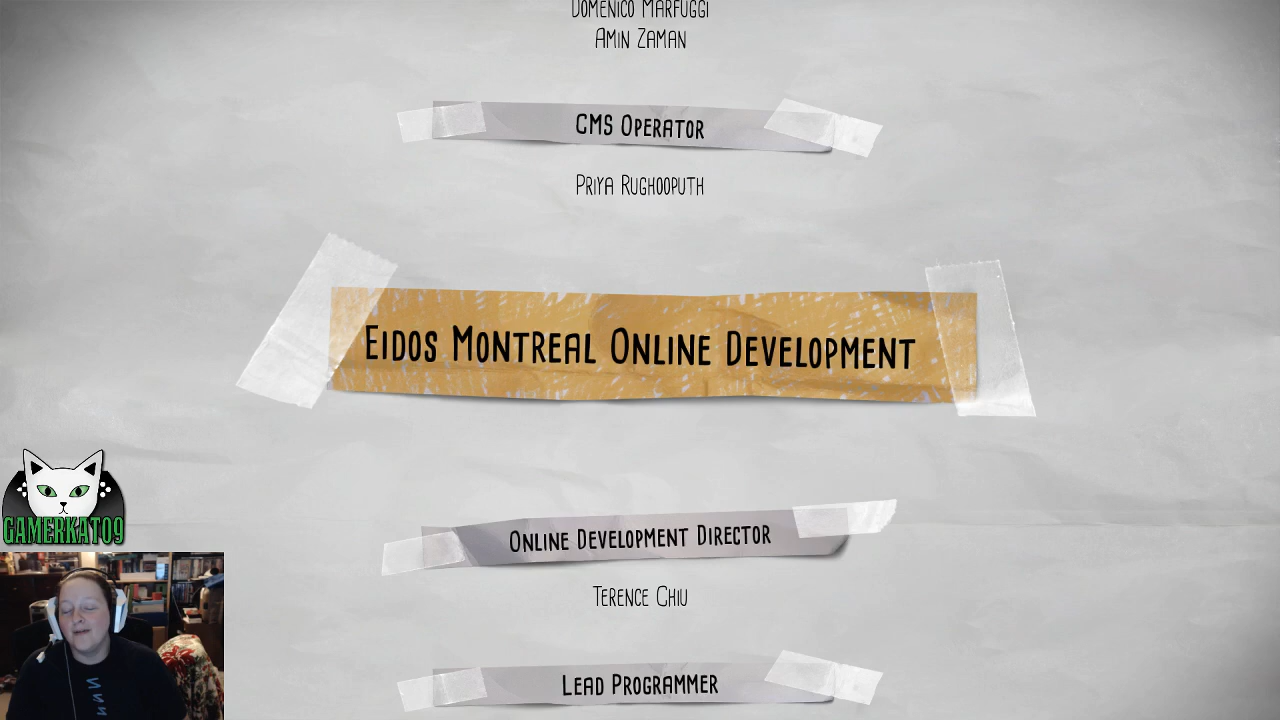 Domenico Marfuggi
Amin Zaman
CMS Operator
Priya Rughooputh
Eidos Montreal Online Development
Online Development Director
Terence Chiu
Lead Programmer
GAMERKAT09